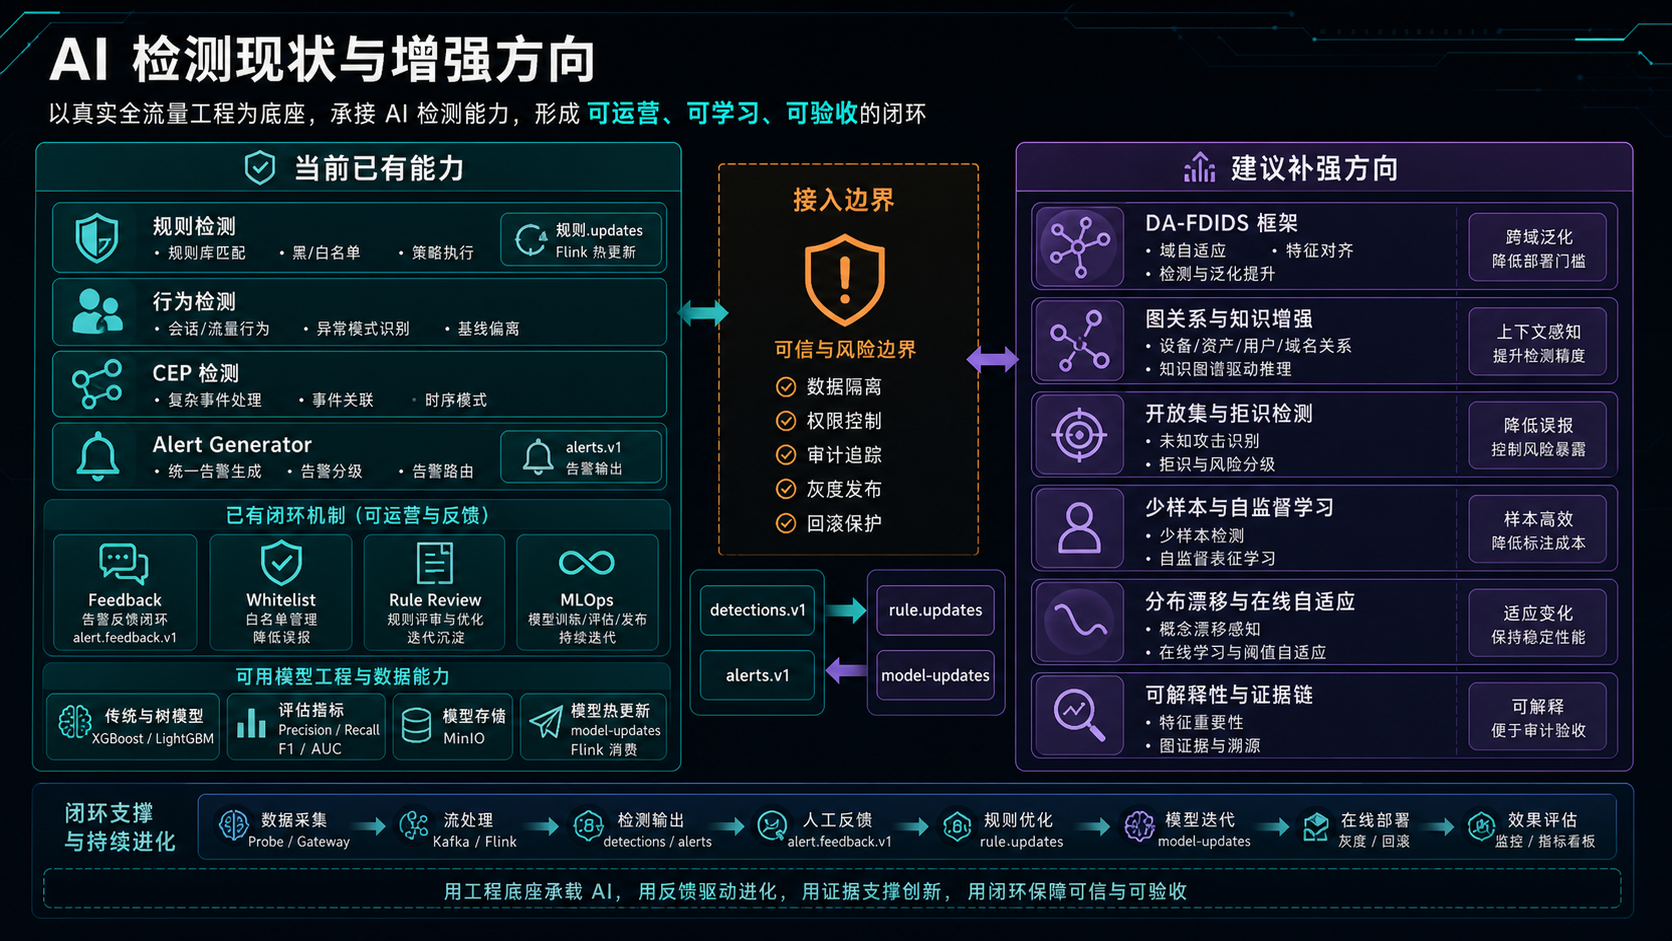 AI 检测现状与增强方向
以真实全流量工程为底座，承接 AI 检测能力，形成 可运营、可学习、可验收的闭环
当前已有能力
规则检测
• 规则库匹配 • 黑/白名单 • 策略执行
规则.updates
Flink 热更新
行为检测
• 会话/流量行为 • 异常模式识别 • 基线偏离
CEP 检测
• 复杂事件处理 • 事件关联 • 时序模式
Alert Generator
• 统一告警生成 • 告警分级 • 告警路由
alerts.v1
告警输出
已有闭环机制（可运营与反馈）
Feedback
告警反馈闭环
alert.feedback.v1
Whitelist
白名单管理
降低误报
Rule Review
规则评审与优化
迭代沉淀
MLOps
模型训练/评估/发布
持续迭代
可用模型工程与数据能力
传统与树模型
XGBoost / LightGBM
评估指标
Precision / Recall
F1 / AUC
模型存储
MinIO
模型热更新
model-updates
Flink 消费
接入边界
可信与风险边界
数据隔离
权限控制
审计追踪
灰度发布
回滚保护
detections.v1
rule.updates
alerts.v1
model-updates
建议补强方向
DA-FDIDS 框架
• 域自适应 • 特征对齐
• 检测与泛化提升
跨域泛化
降低部署门槛
图关系与知识增强
• 设备/资产/用户/域名关系
• 知识图谱驱动推理
上下文感知
提升检测精度
开放集与拒识检测
• 未知攻击识别
• 拒识与风险分级
降低误报
控制风险暴露
少样本与自监督学习
• 少样本检测
• 自监督表征学习
样本高效
降低标注成本
分布漂移与在线自适应
• 概念漂移感知
• 在线学习与阈值自适应
适应变化
保持稳定性能
可解释性与证据链
• 特征重要性
• 图证据与溯源
可解释
便于审计验收
闭环支撑
与持续进化
数据采集
Probe / Gateway
流处理
Kafka / Flink
检测输出
detections / alerts
人工反馈
alert.feedback.v1
规则优化
rule.updates
模型迭代
model-updates
在线部署
灰度 / 回滚
效果评估
监控 / 指标看板
用工程底座承载 AI， 用反馈驱动进化， 用证据支撑创新， 用闭环保障可信与可验收